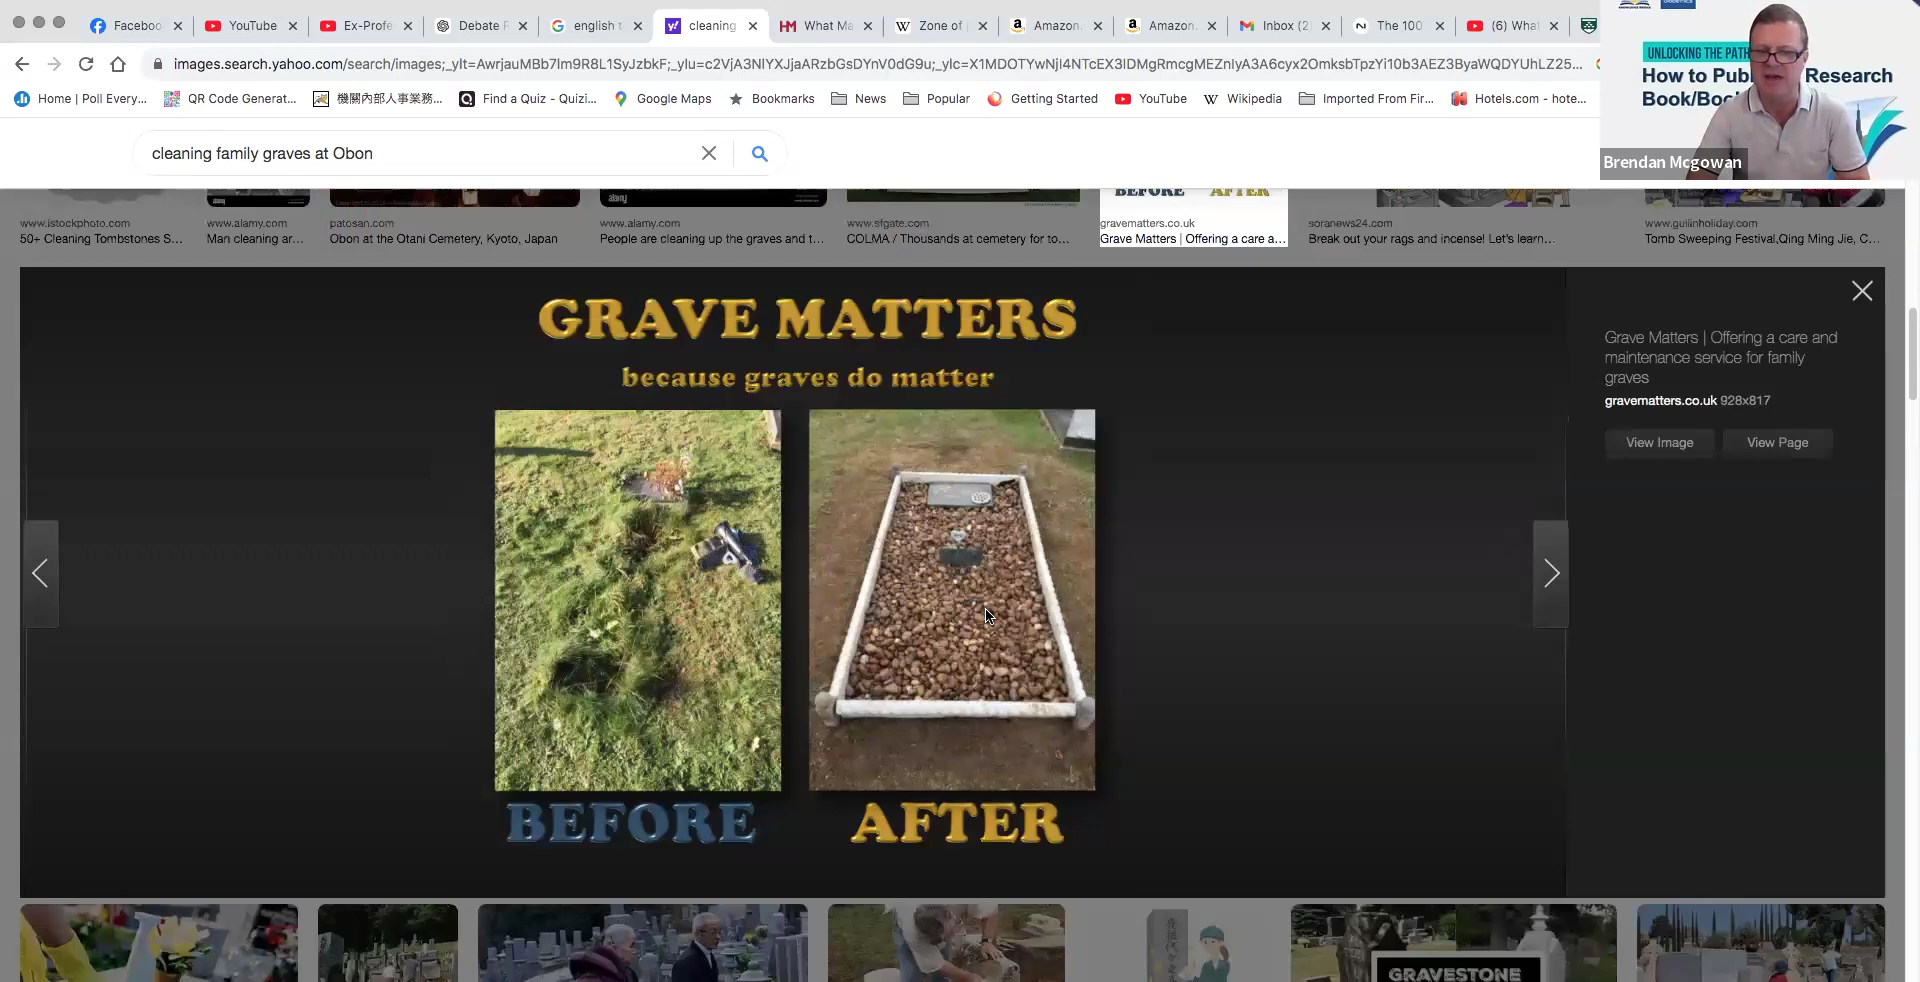 Faceboo
YouTube
Ex-Profe
Debate F
english t
cleaning
What Ma
Zone of
Amazon.
Amazon.
Inbox (2
The 100
(6) What
images.search.yahoo.com/search/images;_ylt=AwrjauMBb7lm9R8L1SyJzbkF;_ylu=c2VjA3NlYXJjaARzbGsDYnV0dG9u;_ylc=X1MDOTYwNjI4NTcEX3IDMgRmcgMEZnIyA3A6cyx2OmksbTpzYi10b3AEZ3ByaWQDYUhLZ25...
Home | Poll Every...
QR Code Generat...
機關內部人事業務...
Find a Quiz - Quizi...
Google Maps
Bookmarks
News
Popular
Getting Started
YouTube
Wikipedia
Imported From Fir...
Hotels.com - hote...
UNLOCKING THE PATH
How to Pub Research
Book/Boo
Brendan Mcgowan
cleaning family graves at Obon
alamy
alamy
BEFORE AFTER
www.istockphoto.com
50+ Cleaning Tombstones S...
www.alamy.com
Man cleaning ar...
patosan.com
Obon at the Otani Cemetery, Kyoto, Japan
www.alamy.com
People are cleaning up the graves and t...
www.sfgate.com
COLMA / Thousands at cemetery for to...
gravematters.co.uk
Grave Matters | Offering a care a...
soranews24.com
Break out your rags and incense! Let's learn...
www.guilinholiday.com
Tomb Sweeping Festival,Qing Ming Jie, C...
GRAVE MATTERS
because graves do matter
BEFORE
AFTER
Grave Matters | Offering a care and
maintenance service for family
graves
gravematters.co.uk 928x817
View Image
View Page
GRAVESTONE